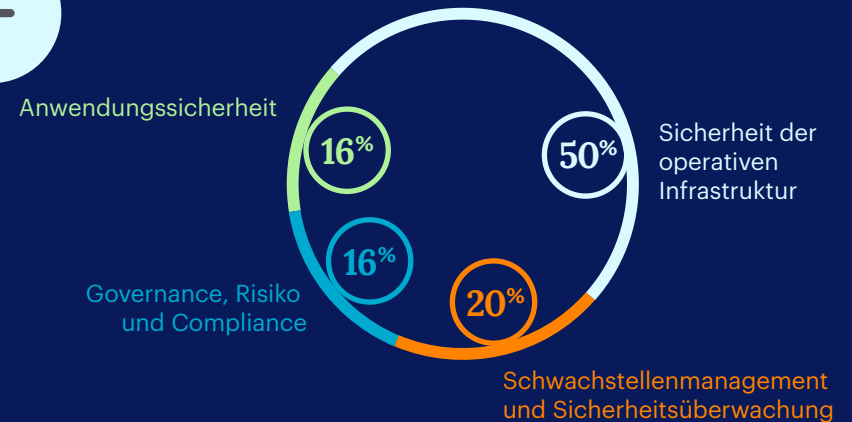 Anwendungssicherheit
16%
50%
Sicherheit der
operativen
Infrastruktur
16%
Governance, Risiko
und Compliance
20%
Schwachstellenmanagement
und Sicherheitsüberwachung